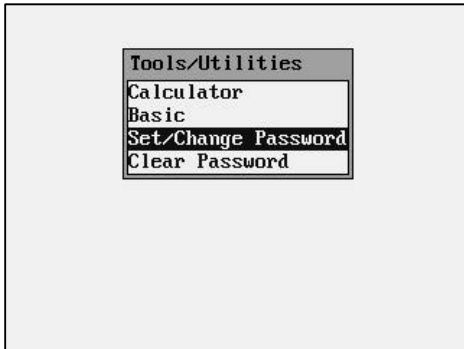 Tools/Utilities
Calculator
Basic
Set/Change Password
Clear Password